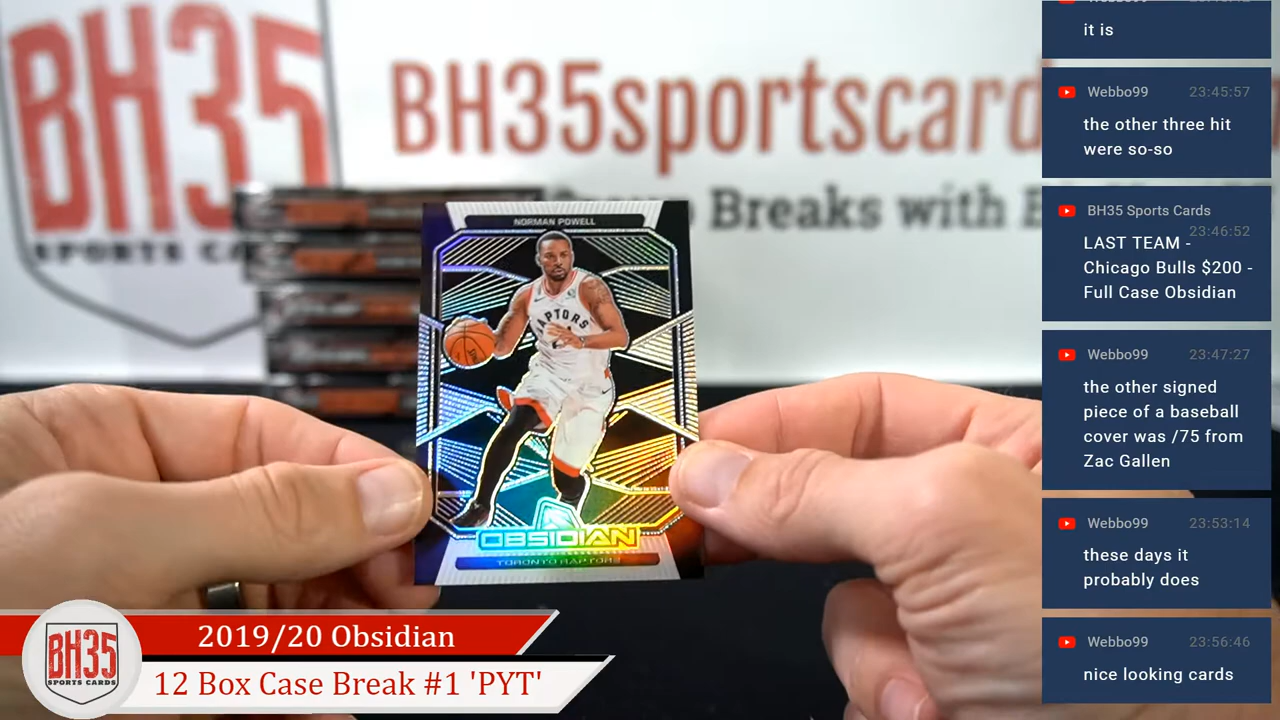 BH35
SPORTS CA
BH35sportscard
Breaks with
NORMAN POWELL
RAPTORS
OBSIDIAN
TORONTO RAPTORS
BH35
SPORTS CARDS
2019/20 Obsidian
12 Box Case Break #1 'PYT'
it is
Webbo99 23:45:57
the other three hit
were so-so
BH35 Sports Cards
23:46:52
LAST TEAM -
Chicago Bulls $200 -
Full Case Obsidian
Webbo99 23:47:27
the other signed
piece of a baseball
cover was /75 from
Zac Gallen
Webbo99 23:53:14
these days it
probably does
Webbo99 23:56:46
nice looking cards